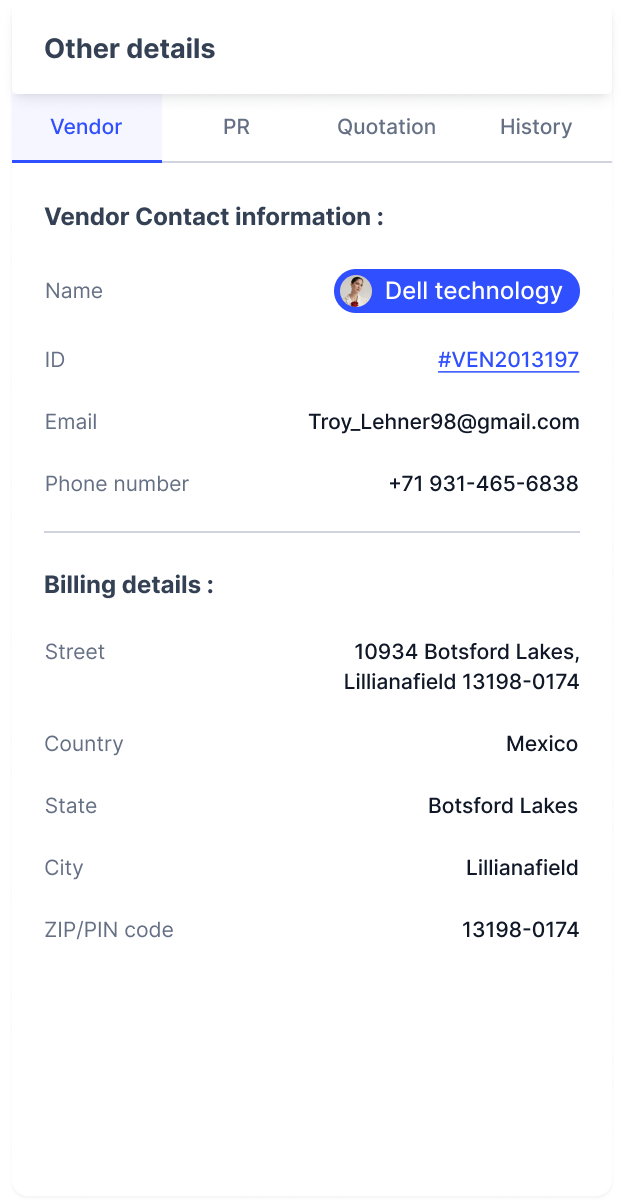 Other details
Vendor PR Quotation History
Vendor Contact information :
Name Dell technology
ID #VEN2013197
Email Troy_Lehner98@gmail.com
Phone number +71 931-465-6838
Billing details :
Street 10934 Botsford Lakes,
Lillianafield 13198-0174
Country Mexico
State Botsford Lakes
City Lillianafield
ZIP/PIN code 13198-0174